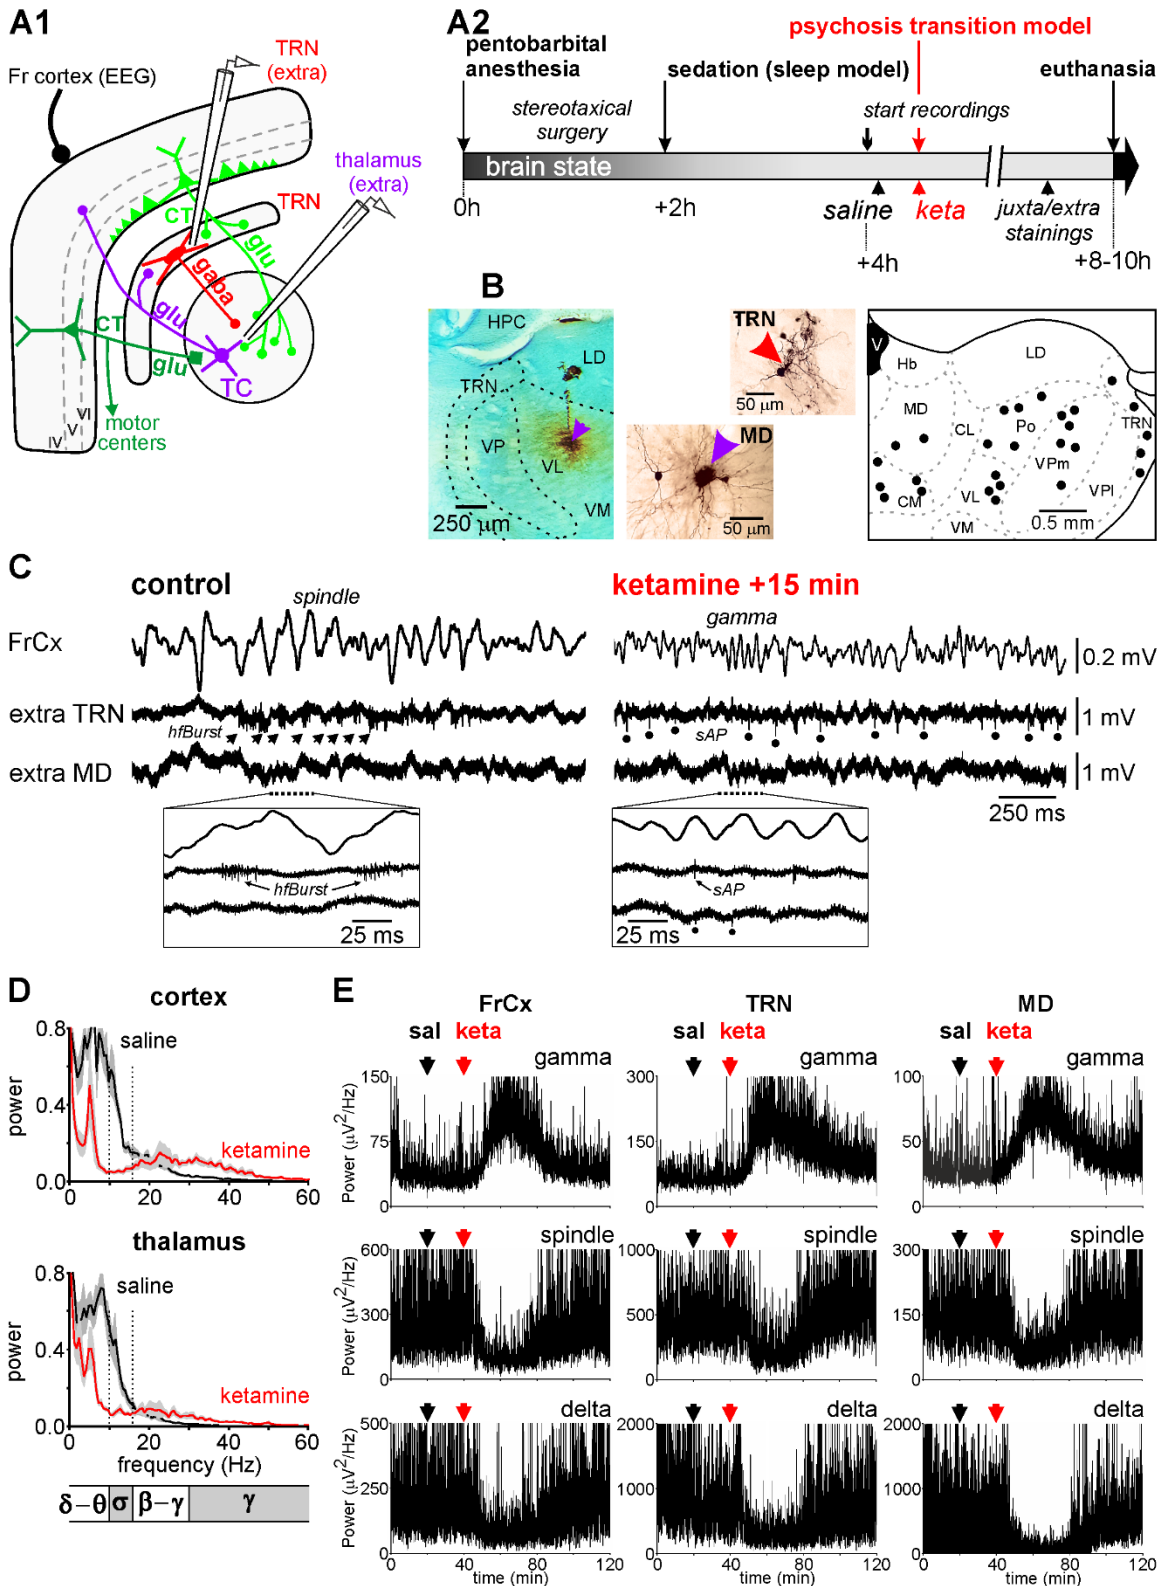 A1
Fr cortex (EEG)
TRN
(extra)
thalamus
(extra)
TRN
CT
glu
gaba
glu
CT
glu
TC
motor
centers
VI
V
IV
A2
psychosis transition model
pentobarbital
anesthesia
sedation (sleep model)
euthanasia
stereotaxical
surgery
start recordings
brain state
0h
+2h
saline
keta
juxta/extra
stainings
+4h
+8-10h
B
HPC
LD
TRN
VP
VL
VM
250 µm
TRN
50 µm
MD
50 µm
V
Hb
LD
MD
CL
Po
TRN
VPm
CM
VL
VPl
VM
0.5 mm
C
control
ketamine +15 min
spindle
gamma
FrCx
0.2 mV
extra TRN
hfBurst
sAP
1 mV
extra MD
1 mV
250 ms
hfBurst
25 ms
sAP
25 ms
D
cortex
0.8
saline
power
0.4
ketamine
0
0
20
40
60
thalamus
0.8
saline
power
0.4
ketamine
0
0
20
40
60
frequency (Hz)
δ−θ
σ
β−γ
γ
E
FrCx
TRN
MD
sal
keta
sal
keta
sal
keta
gamma
gamma
gamma
150
75
0
Power (µV²/Hz)
300
150
0
Power (µV²/Hz)
100
50
0
spindle
spindle
spindle
600
300
0
Power (µV²/Hz)
1000
500
0
Power (µV²/Hz)
300
150
0
delta
delta
delta
500
250
0
Power (µV²/Hz)
2000
1000
0
2000
1000
0
0
40
80
120
time (min)
0
40
80
120
time (min)
0
40
80
120
time (min)